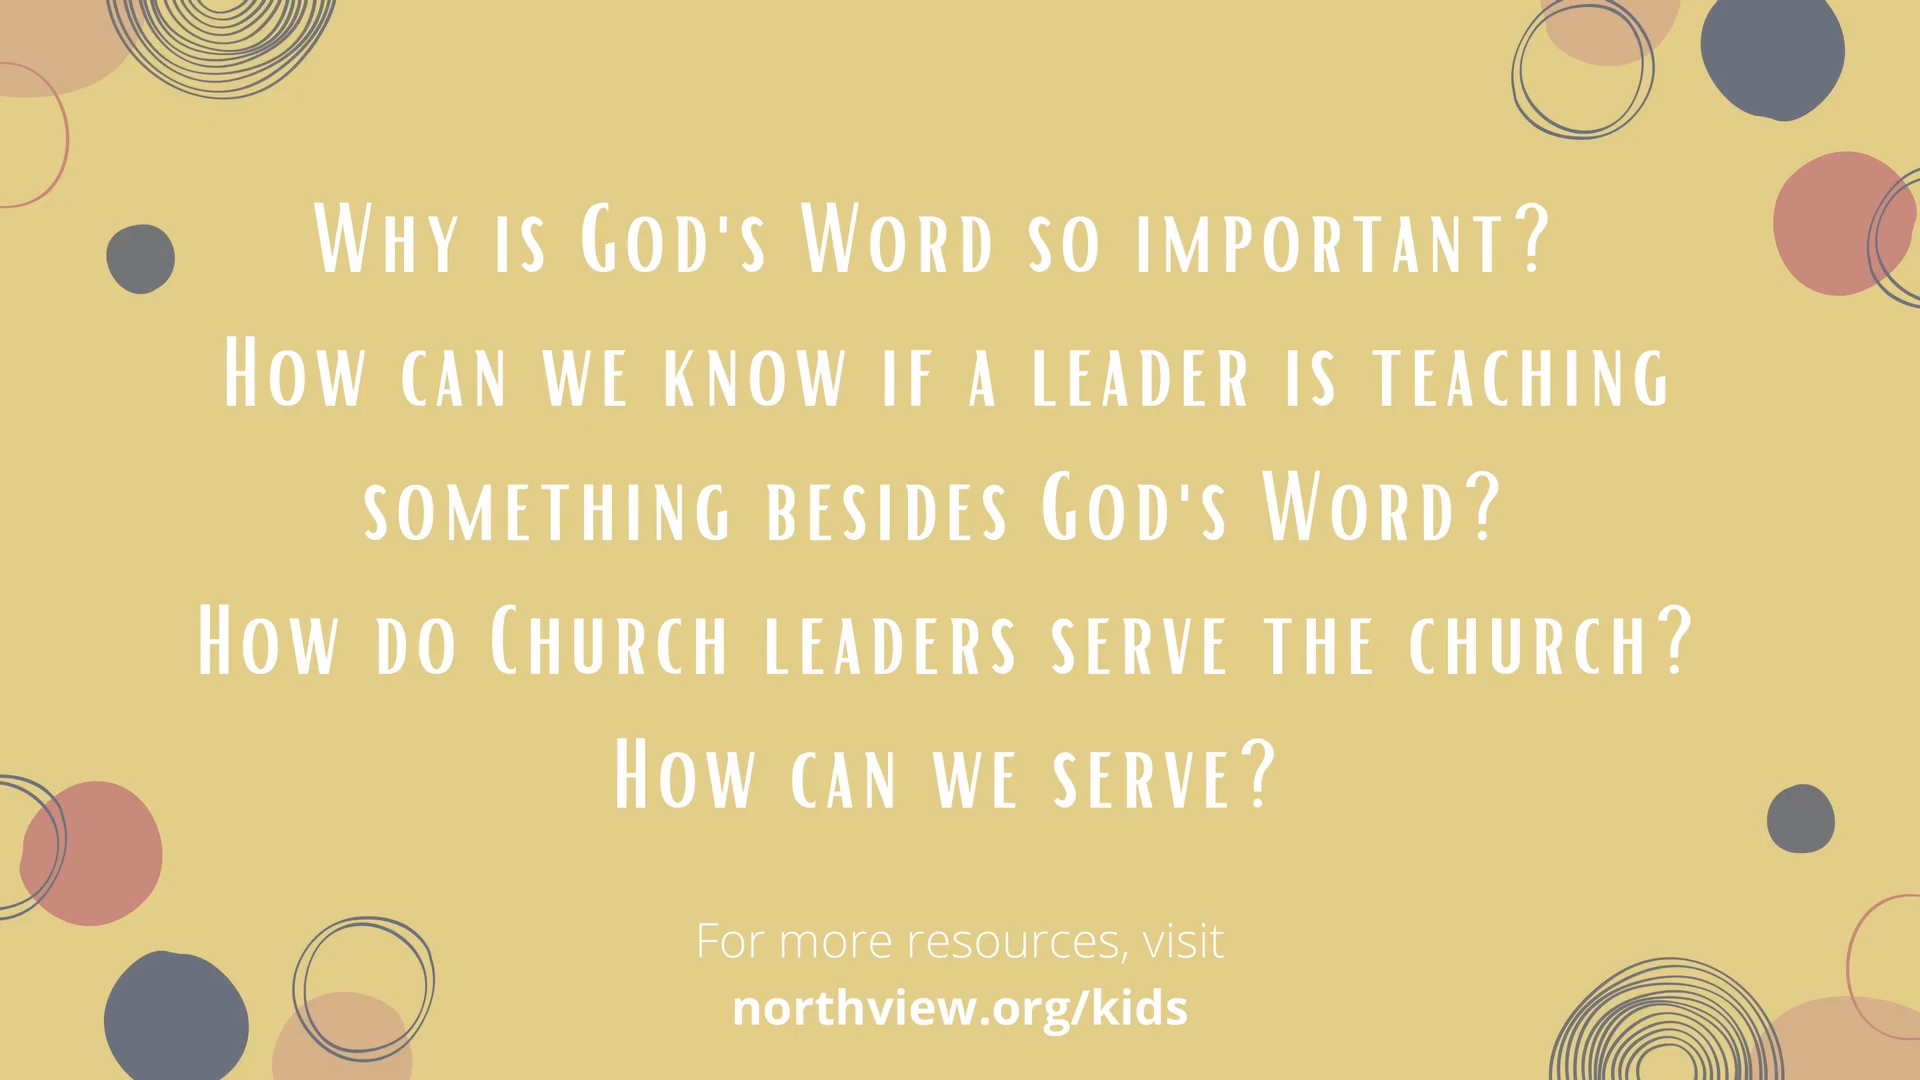 Why is God's Word so important?
How can we know if a leader is teaching
something besides God's Word?
How do Church leaders serve the church?
How can we serve?
For more resources, visit
northview.org/kids